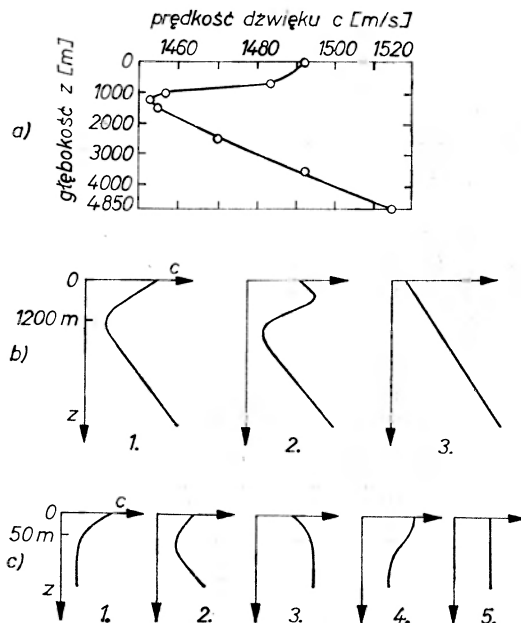 prędkość dźwięku c [m/s]
1460 1480 1500 1520
głębokość z [m]
0
1000
2000
3000
4000
4850
a)
0
1200 m
z
c
b)
1.
2.
3.
0
50 m
z
c
c)
1.
2.
3.
4.
5.